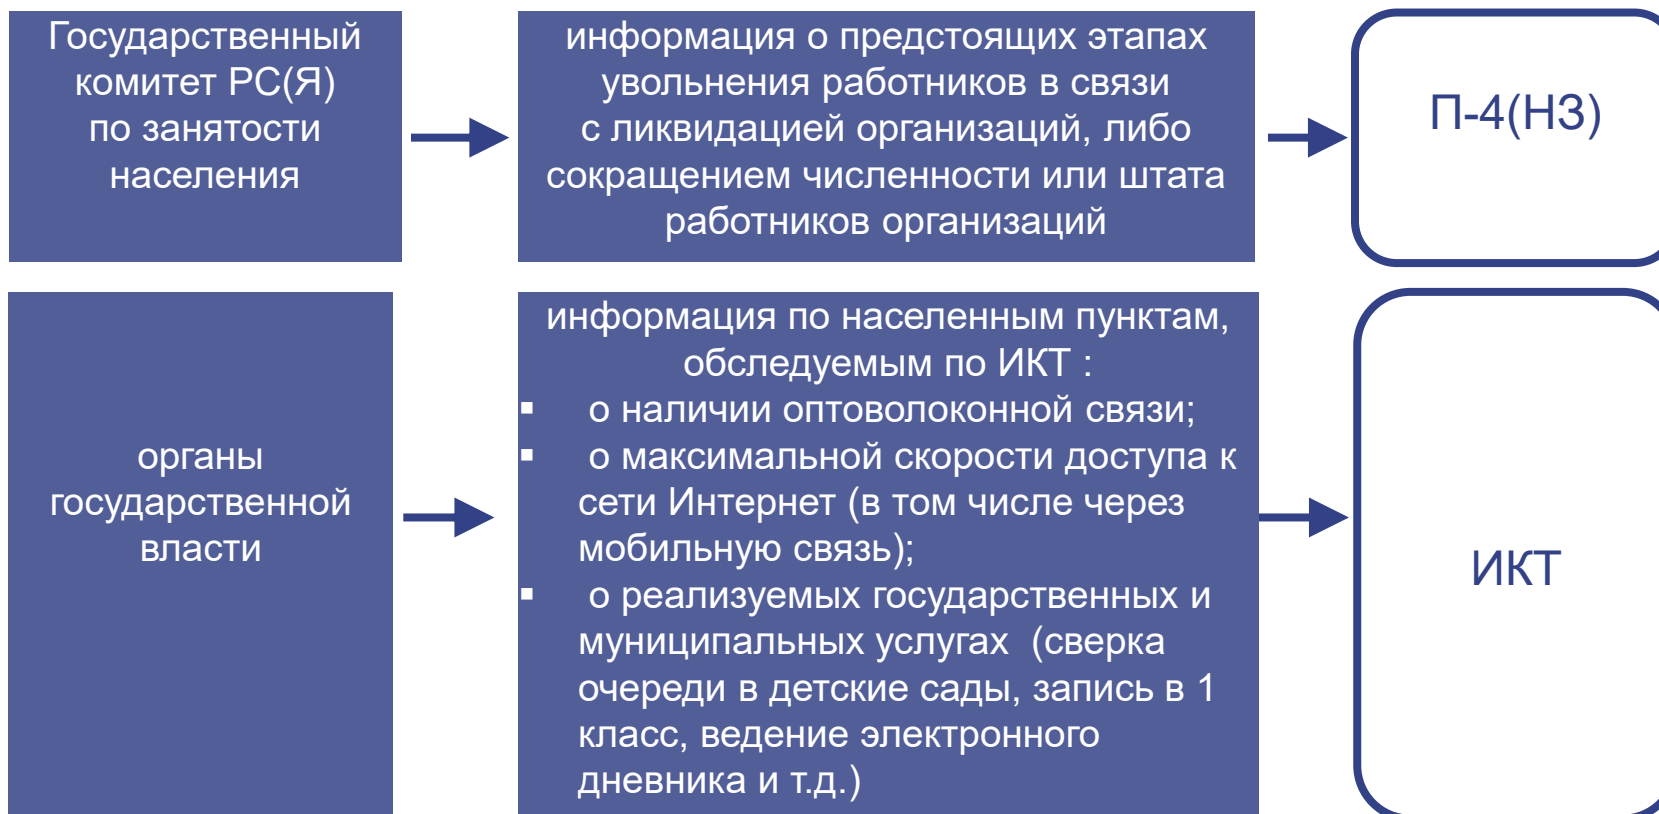 Государственный
комитет РС(Я)
по занятости
населения
информация о предстоящих этапах
увольнения работников в связи
с ликвидацией организаций, либо
сокращением численности или штата
работников организаций
П-4(НЗ)
органы
государственной
власти
информация по населенным пунктам,
обследуемым по ИКТ :
▪ о наличии оптоволоконной связи;
▪ о максимальной скорости доступа к
сети Интернет (в том числе через
мобильную связь);
▪ о реализуемых государственных и
муниципальных услугах (сверка
очереди в детские сады, запись в 1
класс, ведение электронного
дневника и т.д.)
ИКТ